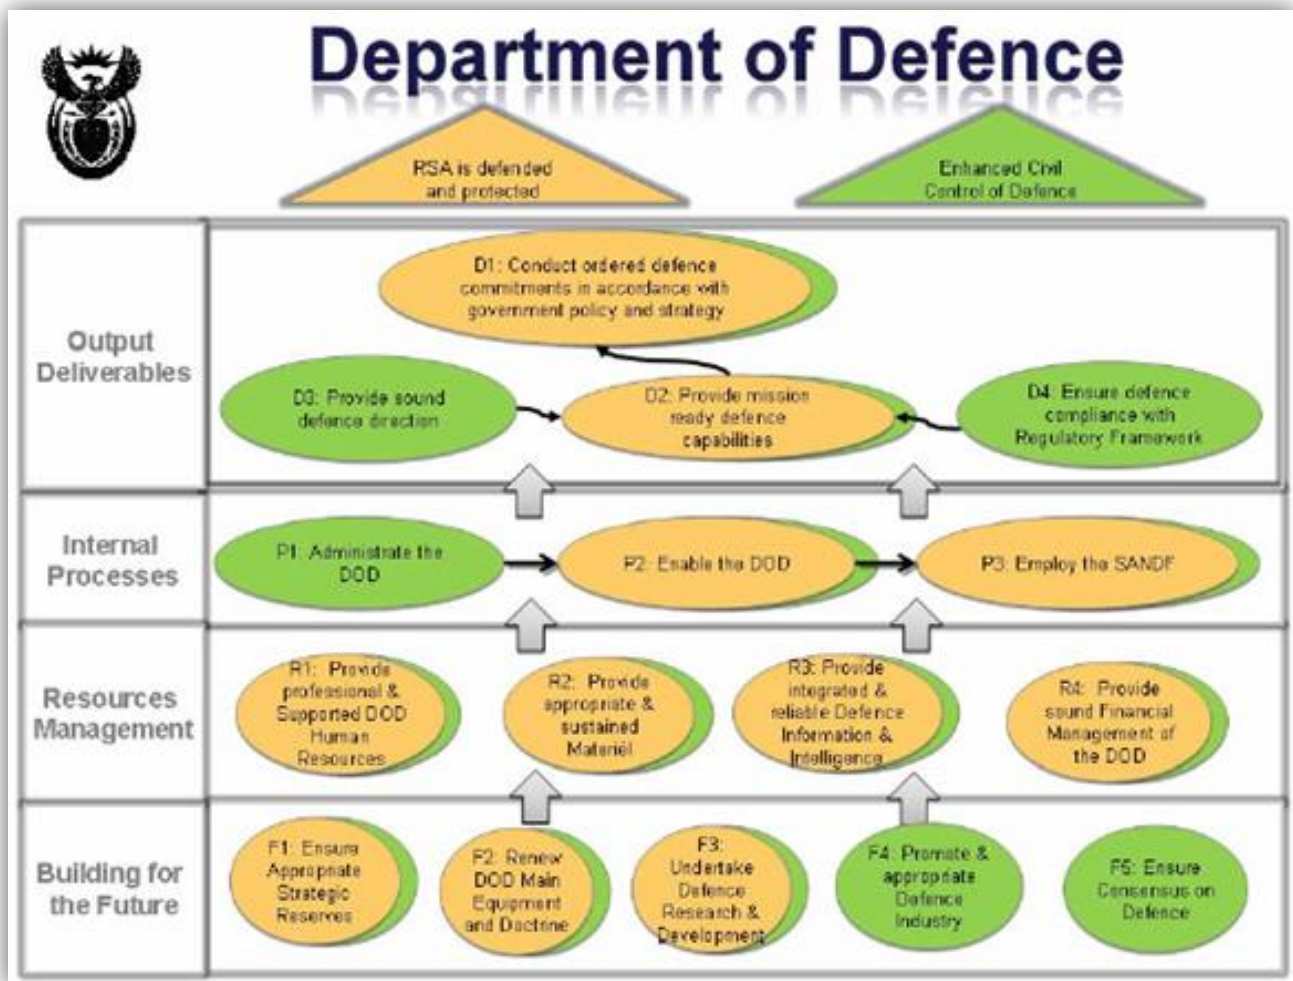 Department of Defence
RSA is defended
and protected
Enhanced Civil
Control of Defence
Output
Deliverables
D1: Conduct ordered defence
commitments in accordance with
government policy and strategy
D3: Provide sound
defence direction
D2: Provide mission
ready defence
capabilities
D4: Ensure defence
compliance with
Regulatory Framework
Internal
Processes
P1: Administrate the
DOD
P2: Enable the DOD
P3: Employ the SANDF
Resources
Management
R1: Provide
professional &
Supported DOD
Human
Resources
R2: Provide
appropriate &
sustained
Materiël
R3: Provide
integrated &
reliable Defence
Information &
Intelligence
R4: Provide
sound Financial
Management of
the DOD
Building for
the Future
F1: Ensure
Appropriate
Strategic
Reserves
F2: Renew
DOD Main
Equipment
and Doctrine
F3:
Undertake
Defence
Research &
Development
F4: Promote &
appropriate
Defence
Industry
F5: Ensure
Consensus on
Defence